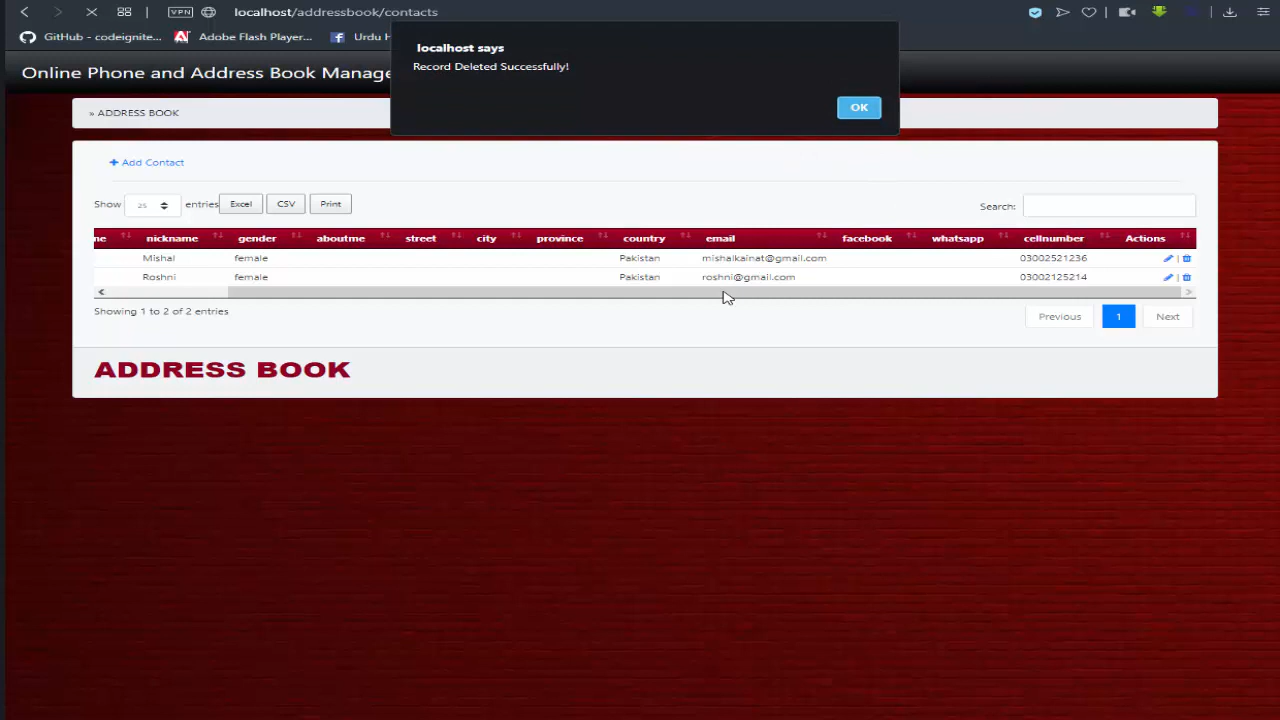 VPN localhost/addressbook/contacts
GitHub - codeignite... Adobe Flash Player... Urdu H
localhost says
Record Deleted Successfully!
OK
Online Phone and Address Book Manage
» ADDRESS BOOK
+ Add Contact
Show 25 entries Excel CSV Print Search:
me nickname gender aboutme street city province country email facebook whatsapp cellnumber Actions
Mishal female Pakistan mishalkainat@gmail.com 03002521236 |
Roshni female Pakistan roshni@gmail.com 03002125214 |
Showing 1 to 2 of 2 entries Previous 1 Next
ADDRESS BOOK